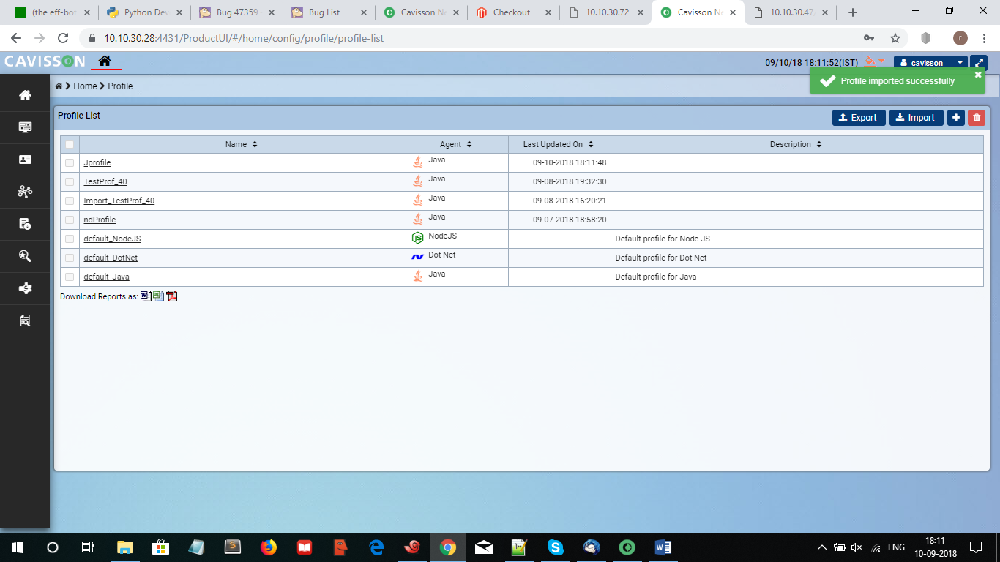 (the eff-bot
Python Dev
Bug 47359
Bug List
Cavisson Ne
Checkout
10.10.30.72
Cavisson Ne
10.10.30.47/
10.10.30.28:4431/ProductUI/#/home/config/profile/profile-list
r
CAVISSON
09/10/18 18:11:52(IST)
cavisson
Profile imported successfully
Home Profile
Profile List
Export
Import
Name Agent Last Updated On Description
Jprofile Java 09-10-2018 18:11:48
TestProf_40 Java 09-08-2018 19:32:30
Import_TestProf_40 Java 09-08-2018 16:20:21
ndProfile Java 09-07-2018 18:58:20
default_NodeJS NodeJS - Default profile for Node JS
default_DotNet Dot Net - Default profile for Dot Net
default_Java Java - Default profile for Java
Download Reports as:
ENG
18:11
10-09-2018